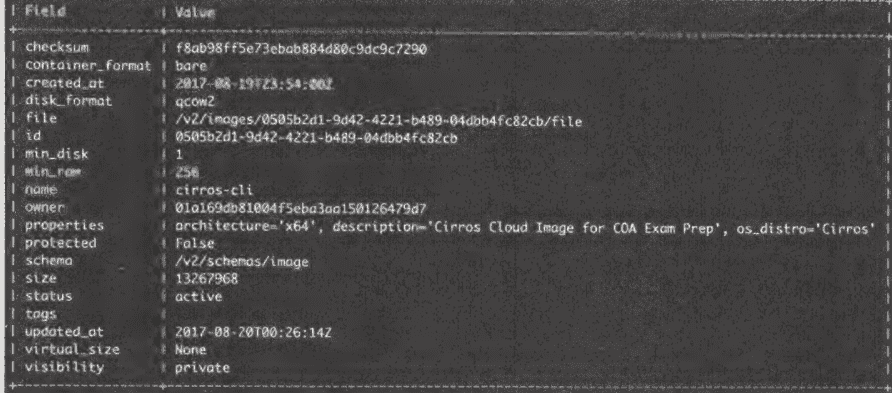 | Field | Value |
| checksum | f8ab98ff5e73ebab884d80c9dc9c7290
| container_format | bare
| created_at | 2017-08-19T23:54:00Z
| disk_format | qcow2
| file | /v2/images/0505b2d1-9d42-4221-b489-04dbb4fc82cb/file
| id | 0505b2d1-9d42-4221-b489-04dbb4fc82cb
| min_disk | 1
| min_ram | 256
| name | cirros-cli
| owner | 01a169db81004f5eba3aa150126479d7
| properties | architecture='x64', description='Cirros Cloud Image for COA Exam Prep', os_distro='Cirros' |
| protected | False
| schema | /v2/schemas/image
| size | 13267968
| status | active
| tags |
| updated_at | 2017-08-20T00:26:14Z
| virtual_size | None
| visibility | private